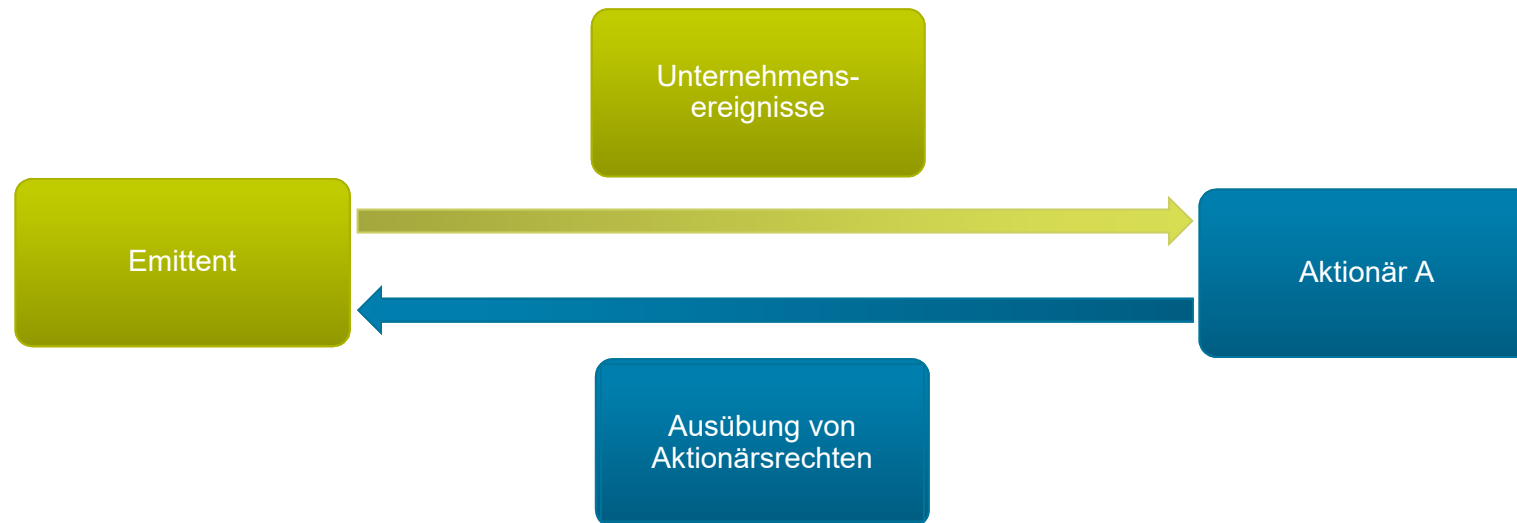 Unternehmens-
ereignisse
Emittent
Aktionär A
Ausübung von
Aktionärsrechten